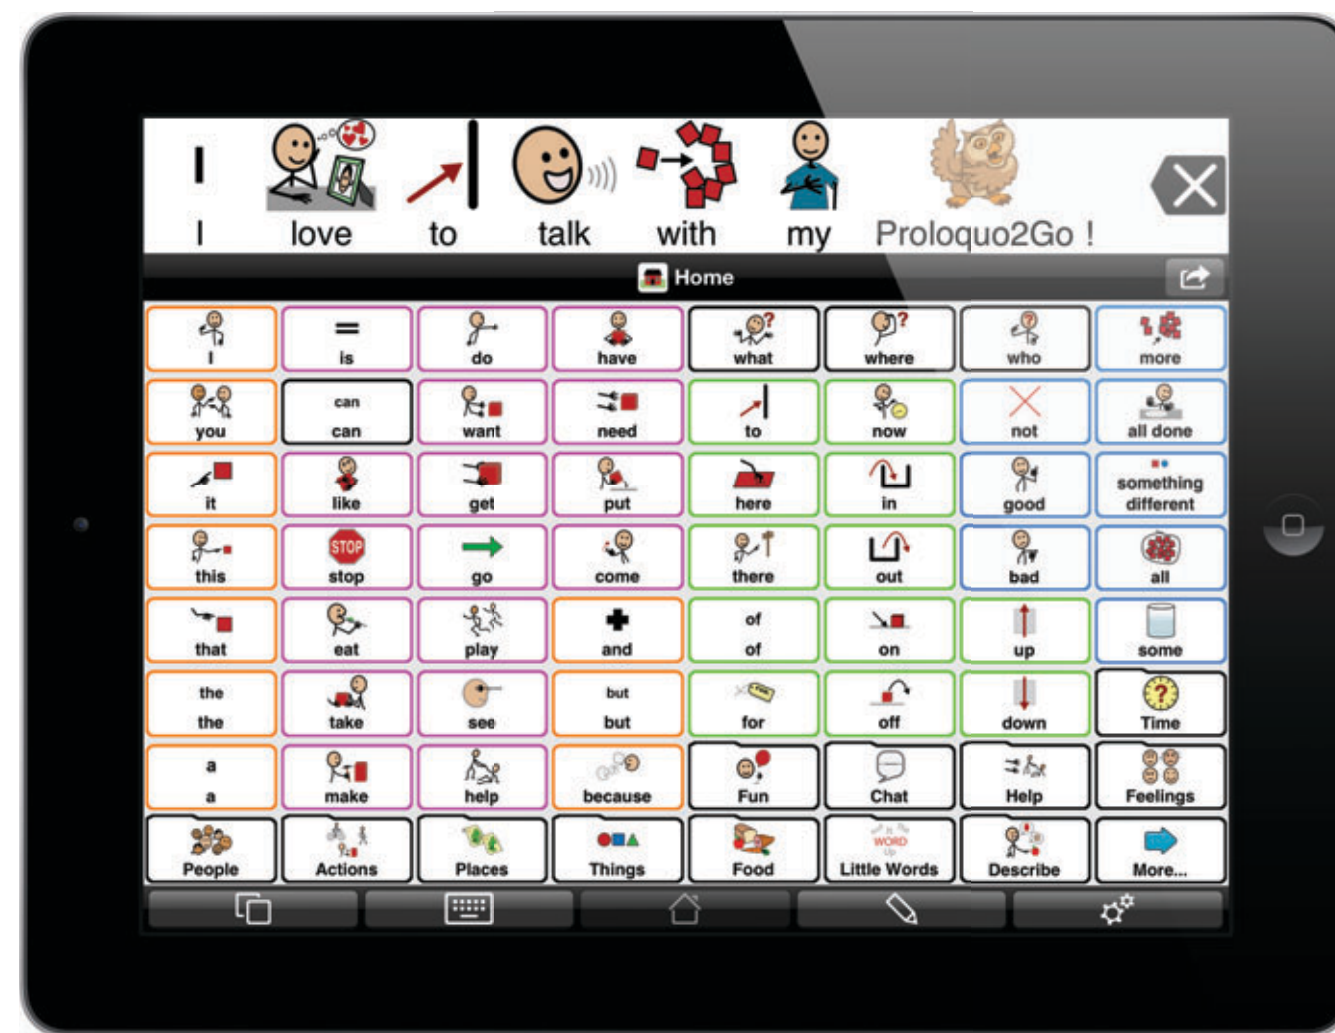 I love to talk with my Proloquo2Go !
Home
I is do have what where who more
can
you can want need to now not all done
it like get put here in good something different
STOP
this stop go come there out bad all
of
that eat play and of on up some
the but FOR
the take see but for off down Time
a
a make help because Fun Chat Help Feelings
WORD Up
People Actions Places Things Food Little Words Describe More...